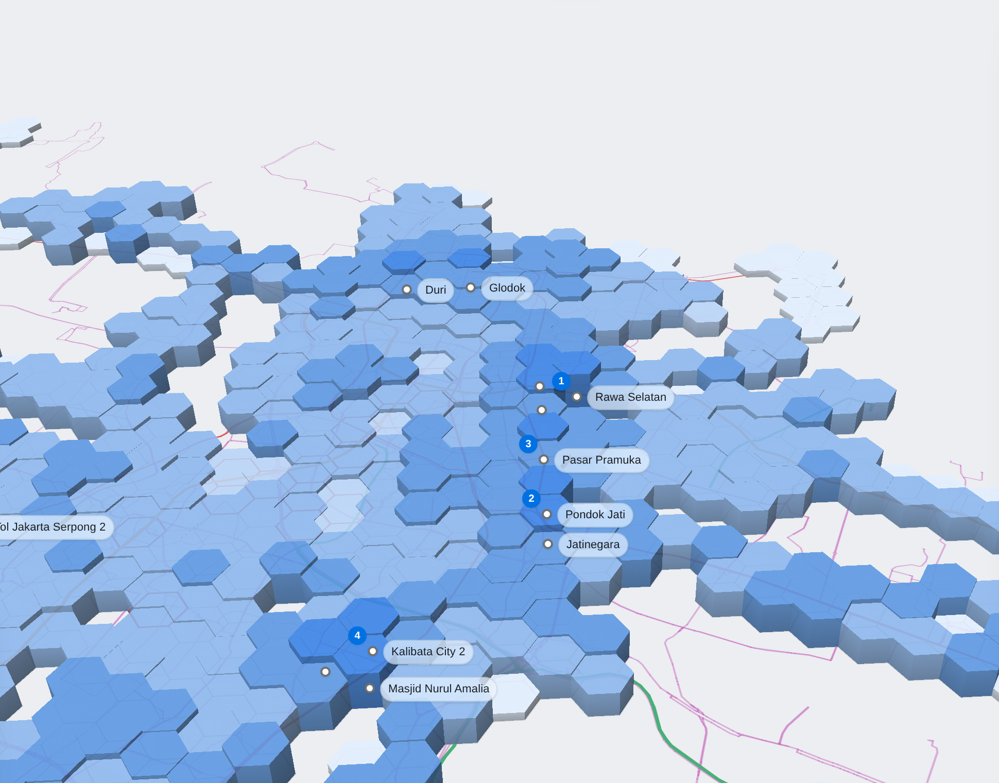 Duri
Glodok
1
Rawa Selatan
3
Pasar Pramuka
2
Pondok Jati
Tol Jakarta Serpong 2
Jatinegara
4
Kalibata City 2
Masjid Nurul Amalia